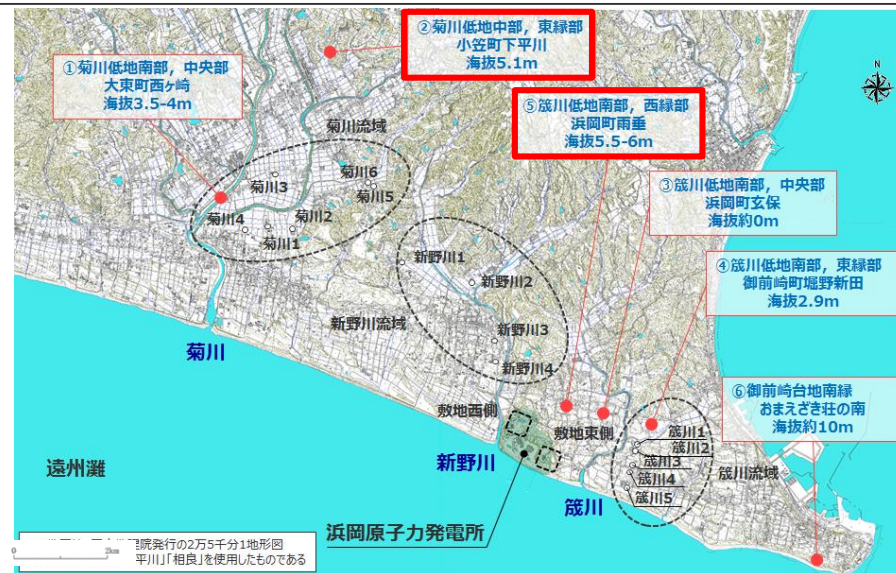 ①菊川低地南部，中央部
大東町西ヶ崎
海抜3.5-4m
②菊川低地中部，東縁部
小笠町下平川
海抜5.1m
⑤筬川低地南部，西縁部
浜岡町雨垂
海抜5.5-6m
③筬川低地南部，中央部
浜岡町玄保
海抜約0m
④筬川低地南部，東縁部
御前崎町堀野新田
海抜2.9m
⑥御前崎台地南縁
おまえざき荘の南
海抜約10m
N
菊川流域
菊川3
菊川6
菊川5
菊川4
菊川2
菊川1
新野川1
新野川2
新野川流域
新野川3
新野川4
菊川
敷地西側
敷地東側
新野川
筬川
筬川1
筬川2
筬川3
筬川4
筬川5
筬川流域
遠州灘
浜岡原子力発電所
0
2km
院発行の2万5千分1地形図
平川」「相良」を使用したものである